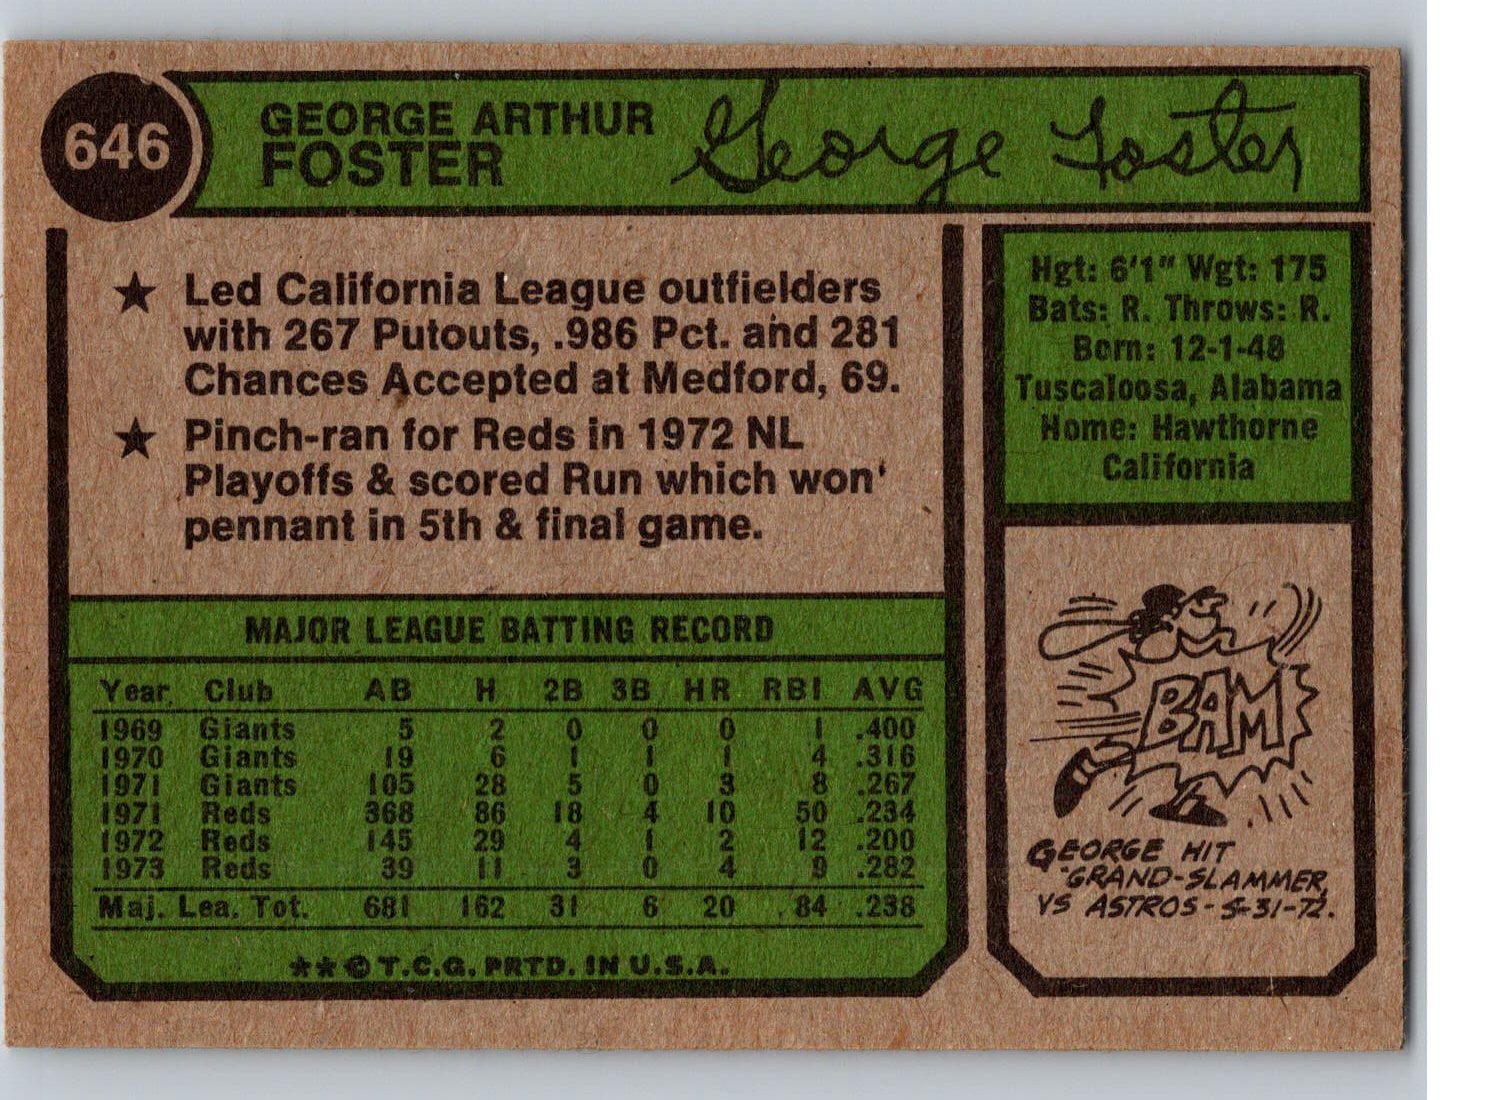 646
GEORGE ARTHUR
FOSTER
George Foster
★ Led California League outfielders
with 267 Putouts, .986 Pct. and 281
Chances Accepted at Medford, 69.
★ Pinch-ran for Reds in 1972 NL
Playoffs & scored Run which won'
pennant in 5th & final game.
MAJOR LEAGUE BATTING RECORD
Year Club AB H 2B 3B HR RBI AVG
1969 Giants 5 2 0 0 0 1 .400
1970 Giants 19 6 1 1 1 4 .316
1971 Giants 105 28 5 0 3 8 .267
1971 Reds 368 86 18 4 10 50 .234
1972 Reds 145 29 4 1 2 12 .200
1973 Reds 39 11 3 0 4 9 .282
Maj. Lea. Tot. 681 162 31 6 20 84 .238
**© T.C.G. PRTD. IN U.S.A.
Hgt: 6'1" Wgt: 175
Bats: R. Throws: R.
Born: 12-1-48
Tuscaloosa, Alabama
Home: Hawthorne
California
BAM
GEORGE HIT
GRAND-SLAMMER,
VS ASTROS-5-31-72.